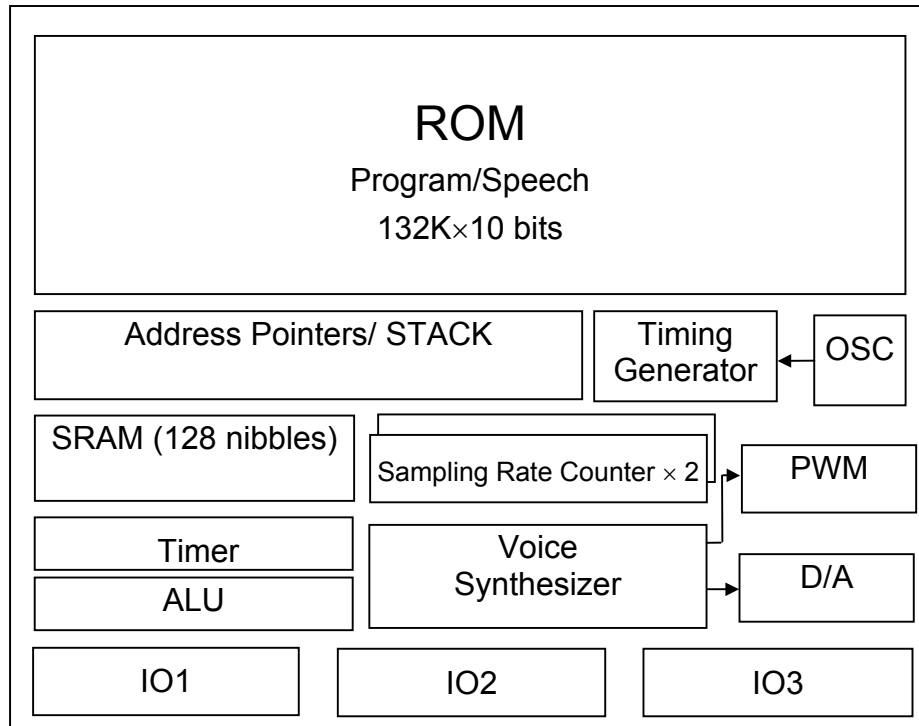 ROM
Program/Speech
132K×10 bits
Address Pointers/ STACK
Timing
Generator
OSC
SRAM (128 nibbles)
Sampling Rate Counter × 2
PWM
Timer
Voice
Synthesizer
D/A
ALU
IO1
IO2
IO3